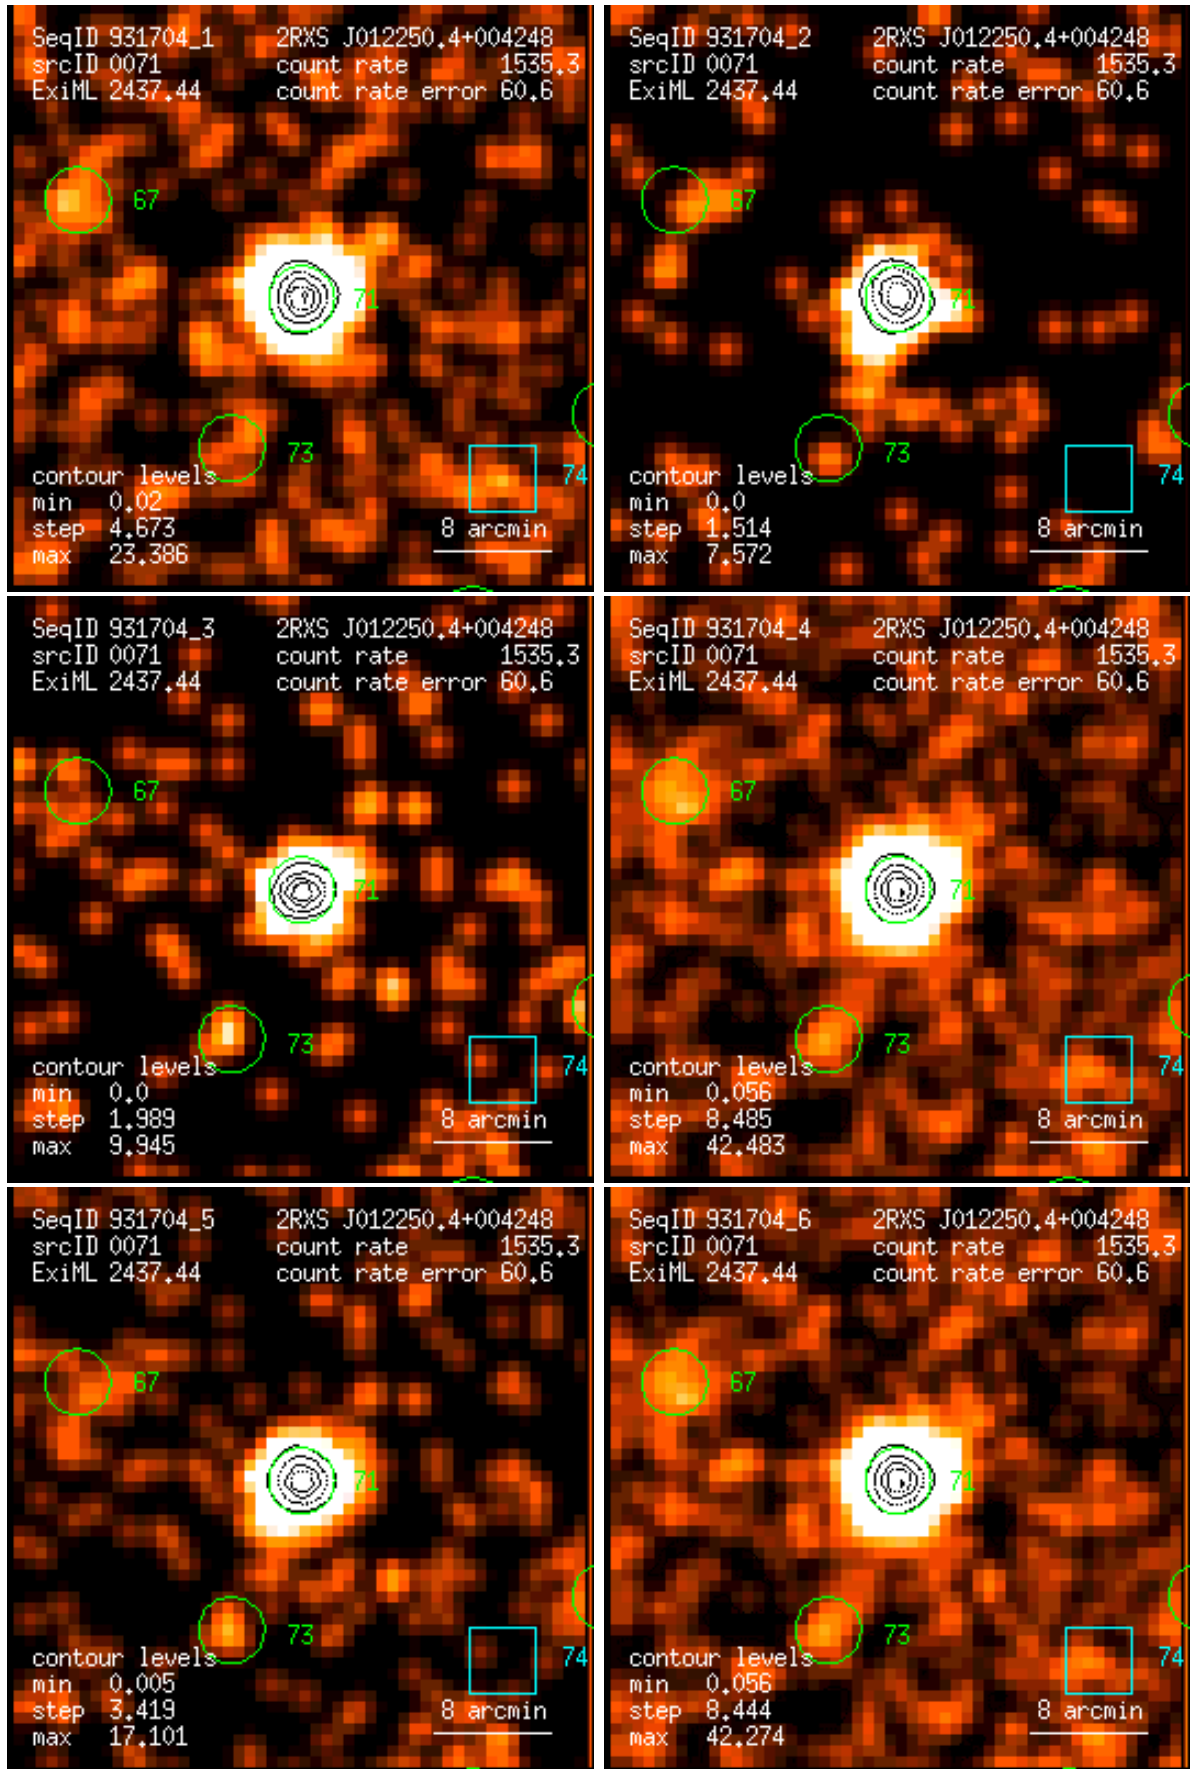 SeqID 931704_1 2RXS J012250.4+004248
srcID 0071 count rate 1535.3
ExiML 2437.44 count rate error 60.6
67
71
73
contour levels
74
min 0.02
step 4.673 8 arcmin
max 23.386
SeqID 931704_2 2RXS J012250.4+004248
srcID 0071 count rate 1535.3
ExiML 2437.44 count rate error 60.6
67
71
73
contour levels
74
min 0.0
step 1.514 8 arcmin
max 7.572
SeqID 931704_3 2RXS J012250.4+004248
srcID 0071 count rate 1535.3
ExiML 2437.44 count rate error 60.6
67
71
73
contour levels
74
min 0.0
step 1.989 8 arcmin
max 9.945
SeqID 931704_4 2RXS J012250.4+004248
srcID 0071 count rate 1535.3
ExiML 2437.44 count rate error 60.6
67
71
73
contour levels
74
min 0.056
step 8.485 8 arcmin
max 42.483
SeqID 931704_5 2RXS J012250.4+004248
srcID 0071 count rate 1535.3
ExiML 2437.44 count rate error 60.6
67
71
73
contour levels
74
min 0.005
step 3.419 8 arcmin
max 17.101
SeqID 931704_6 2RXS J012250.4+004248
srcID 0071 count rate 1535.3
ExiML 2437.44 count rate error 60.6
67
71
73
contour levels
74
min 0.056
step 8.444 8 arcmin
max 42.274